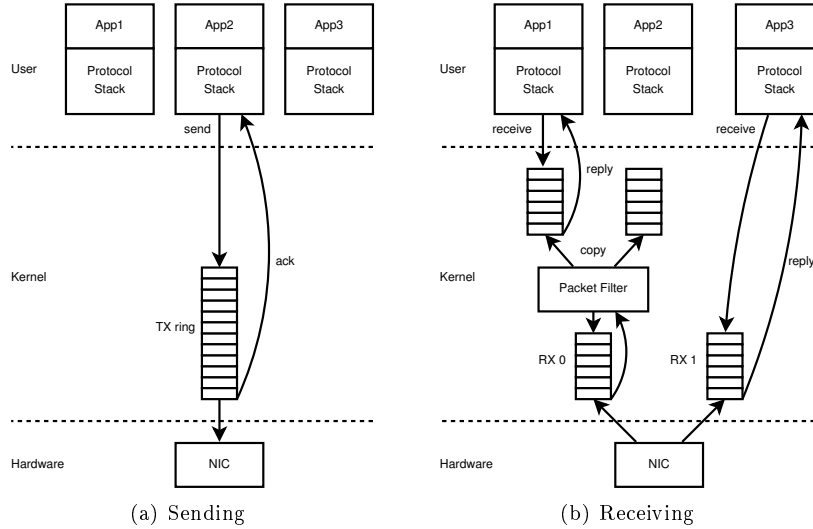 App1
App2
App3
User
Protocol
Stack
Protocol
Stack
Protocol
Stack
send
ack
Kernel
TX ring
Hardware
NIC
(a) Sending
App1
App2
App3
User
Protocol
Stack
Protocol
Stack
Protocol
Stack
receive
receive
reply
copy
Kernel
Packet Filter
reply
RX 0
RX 1
Hardware
NIC
(b) Receiving